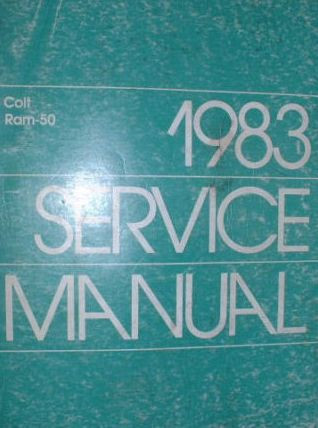 Colt
Ram-50
1983
SERVICE
MANUAL